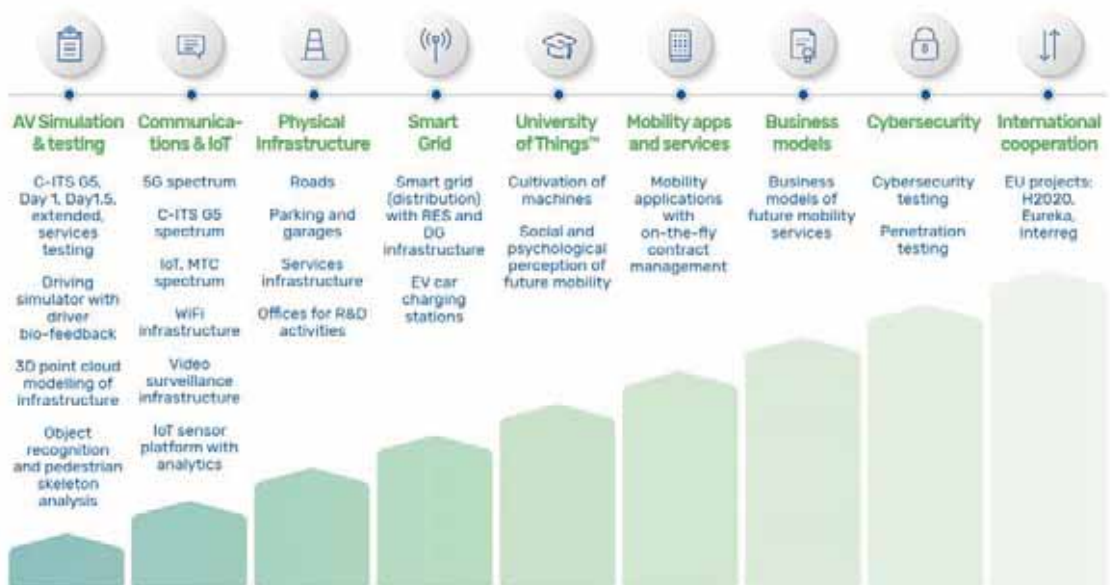 AV Simulation
& testing
C-ITS G5,
Day 1, Day1.5,
extended,
services
testing
Driving
simulator with
driver
bio-feedback
3D point cloud
modelling of
infrastructure
Object
recognition
and pedestrian
skeleton
analysis
Communica-
tions & IoT
5G spectrum
C-ITS G5
spectrum
IoT, MTC
spectrum
WiFi
infrastructure
Video
surveillance
infrastructure
IoT sensor
platform with
analytics
Physical
Infrastructure
Roads
Parking and
garages
Services
infrastructure
Offices for R&D
activities
Smart
Grid
Smart grid
(distribution)
with RES and
DG
infrastructure
EV car
charging
stations
University
of Things™
Cultivation of
machines
Social and
psychological
perception of
future mobility
Mobility apps
and services
Mobility
applications
with
on-the-fly
contract
management
Business
models
Business
models of
future mobility
services
Cybersecurity
Cybersecurity
testing
Penetration
testing
International
cooperation
EU projects:
H2020,
Eureka,
Interreg